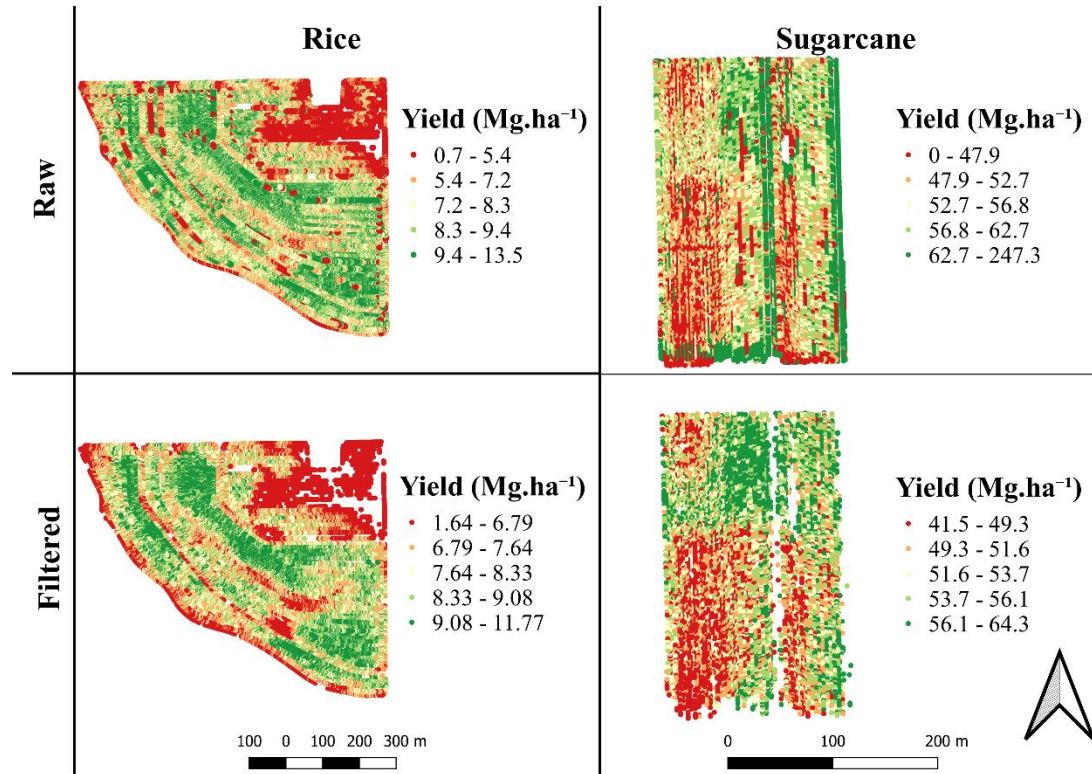 Rice
Sugarcane
Raw
Yield (Mg.ha⁻¹)
0.7 - 5.4
5.4 - 7.2
7.2 - 8.3
8.3 - 9.4
9.4 - 13.5
Yield (Mg.ha⁻¹)
0 - 47.9
47.9 - 52.7
52.7 - 56.8
56.8 - 62.7
62.7 - 247.3
Filtered
Yield (Mg.ha⁻¹)
1.64 - 6.79
6.79 - 7.64
7.64 - 8.33
8.33 - 9.08
9.08 - 11.77
Yield (Mg.ha⁻¹)
41.5 - 49.3
49.3 - 51.6
51.6 - 53.7
53.7 - 56.1
56.1 - 64.3
100 0 100 200 300 m
0 100 200 m